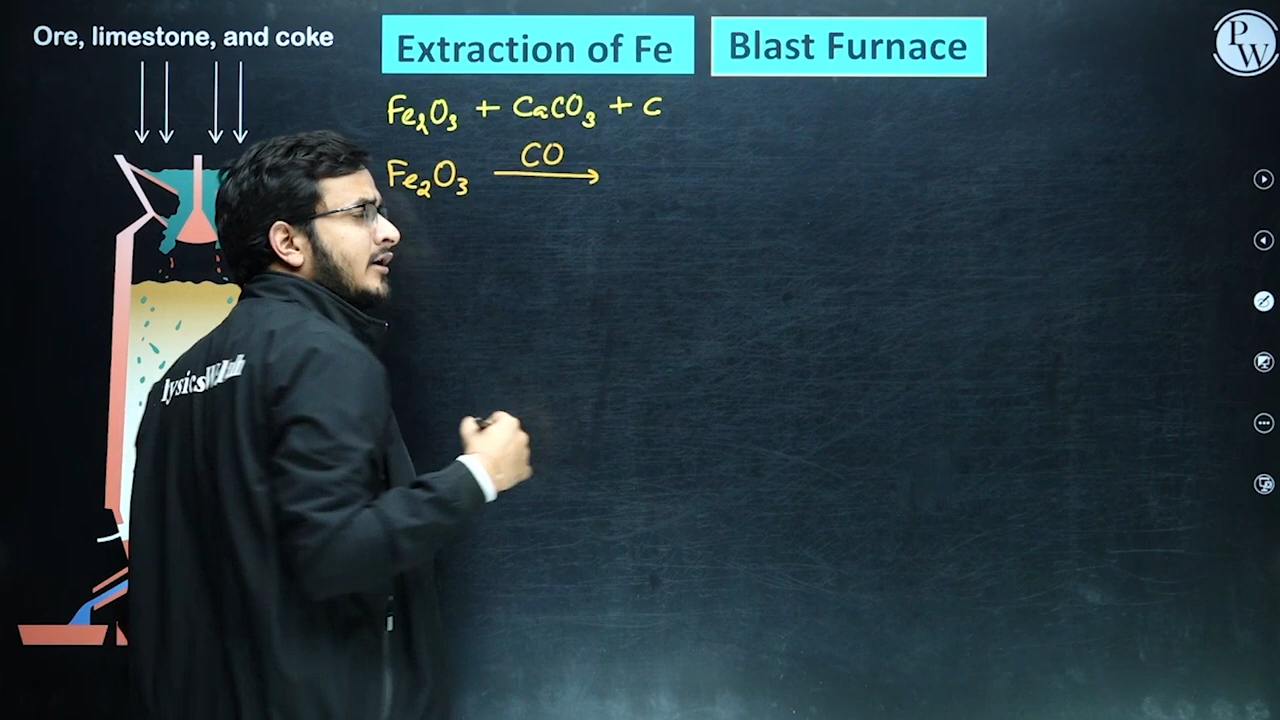 Ore, limestone, and coke
Extraction of Fe
Blast Furnace
PW
Fe₂O₃ + CaCO₃ + C
Fe₂O₃ —CO→